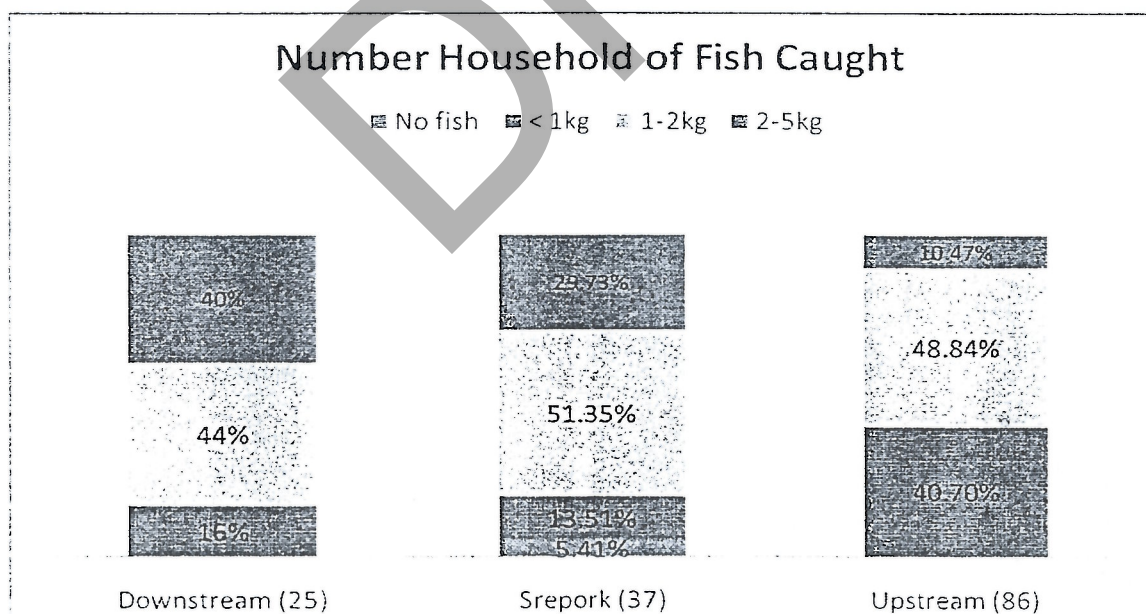 Number Household of Fish Caught
No fish < 1kg 1-2kg 2-5kg
40% 29.73% 10.47%
44% 51.35% 48.84%
16% 13.51% 40.70%
5.41%
Downstream (25) Srepork (37) Upstream (86)